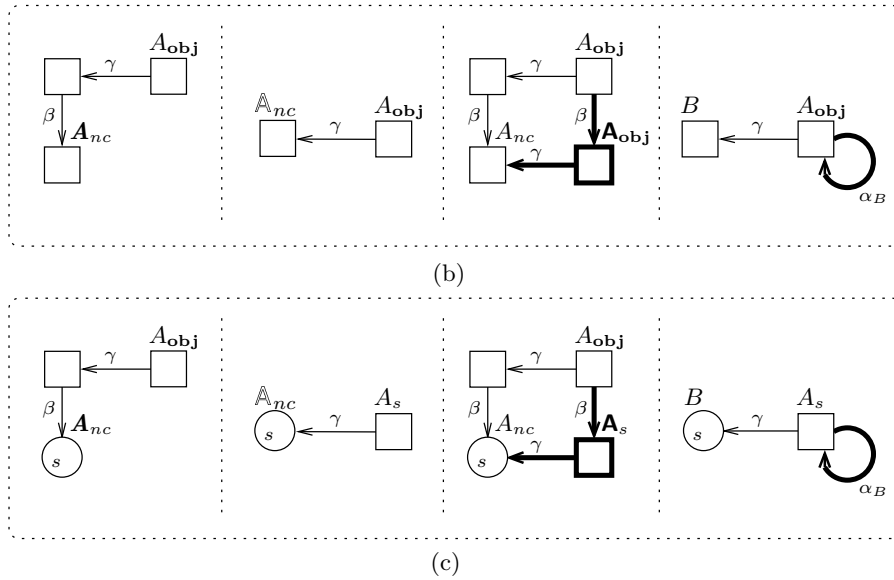 A_obj A_obj
γ γ
β 𝔸_nc A_obj β A_obj B A_obj
A_nc γ A_nc γ γ
α_B
(b)
A_obj A_obj
γ γ
β 𝔸_nc A_s β A_s B A_s
A_nc γ A_nc γ γ
s s s s
α_B
(c)